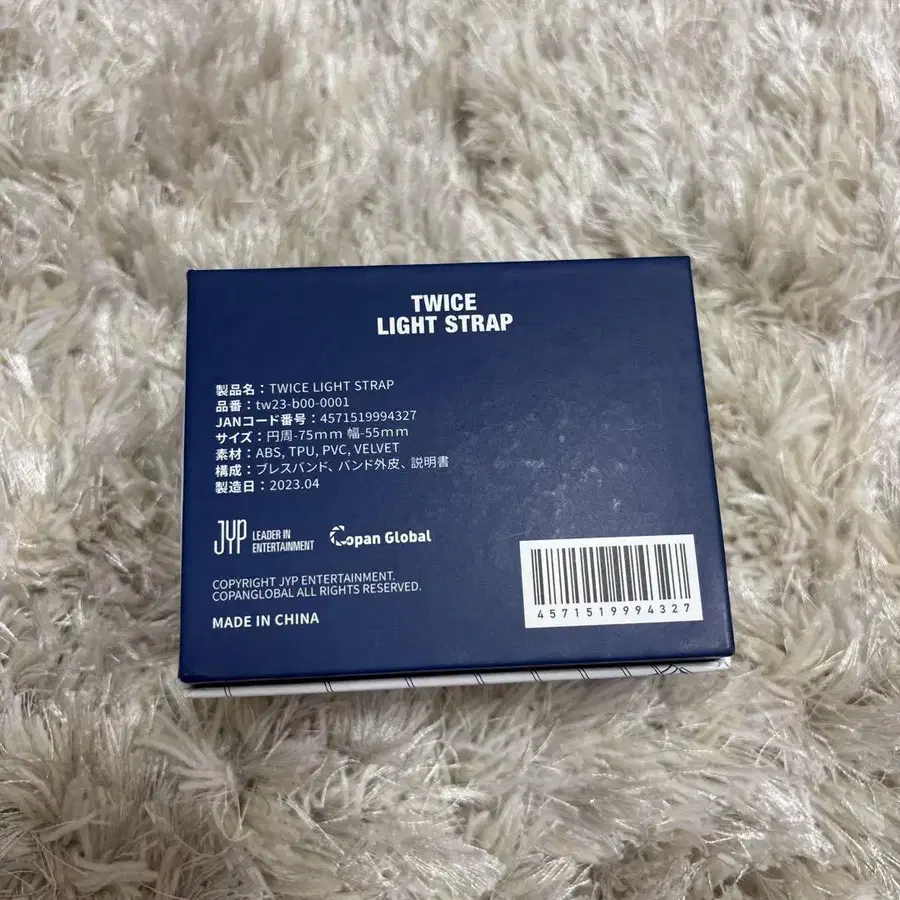 TWICE
LIGHT STRAP
製品名：TWICE LIGHT STRAP
品番：tw23-b00-0001
JANコード番号：4571519994327
サイズ：円周-75mm 幅-55mm
素材：ABS, TPU, PVC, VELVET
構成：ブレスバンド、バンド外皮、説明書
製造日：2023.04
JYP LEADER IN
ENTERTAINMENT
Copan Global
COPYRIGHT JYP ENTERTAINMENT.
COPANGLOBAL ALL RIGHTS RESERVED.
MADE IN CHINA
4571519994327